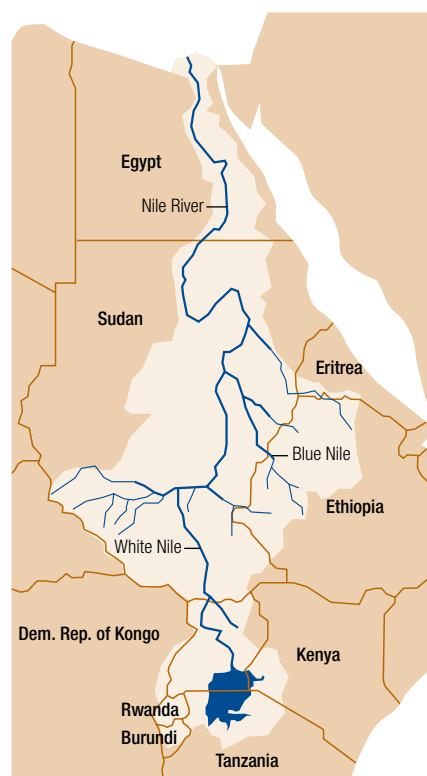 Egypt
Nile River
Sudan
Eritrea
Blue Nile
Ethiopia
White Nile
Dem. Rep. of Kongo
Kenya
Rwanda
Burundi
Tanzania